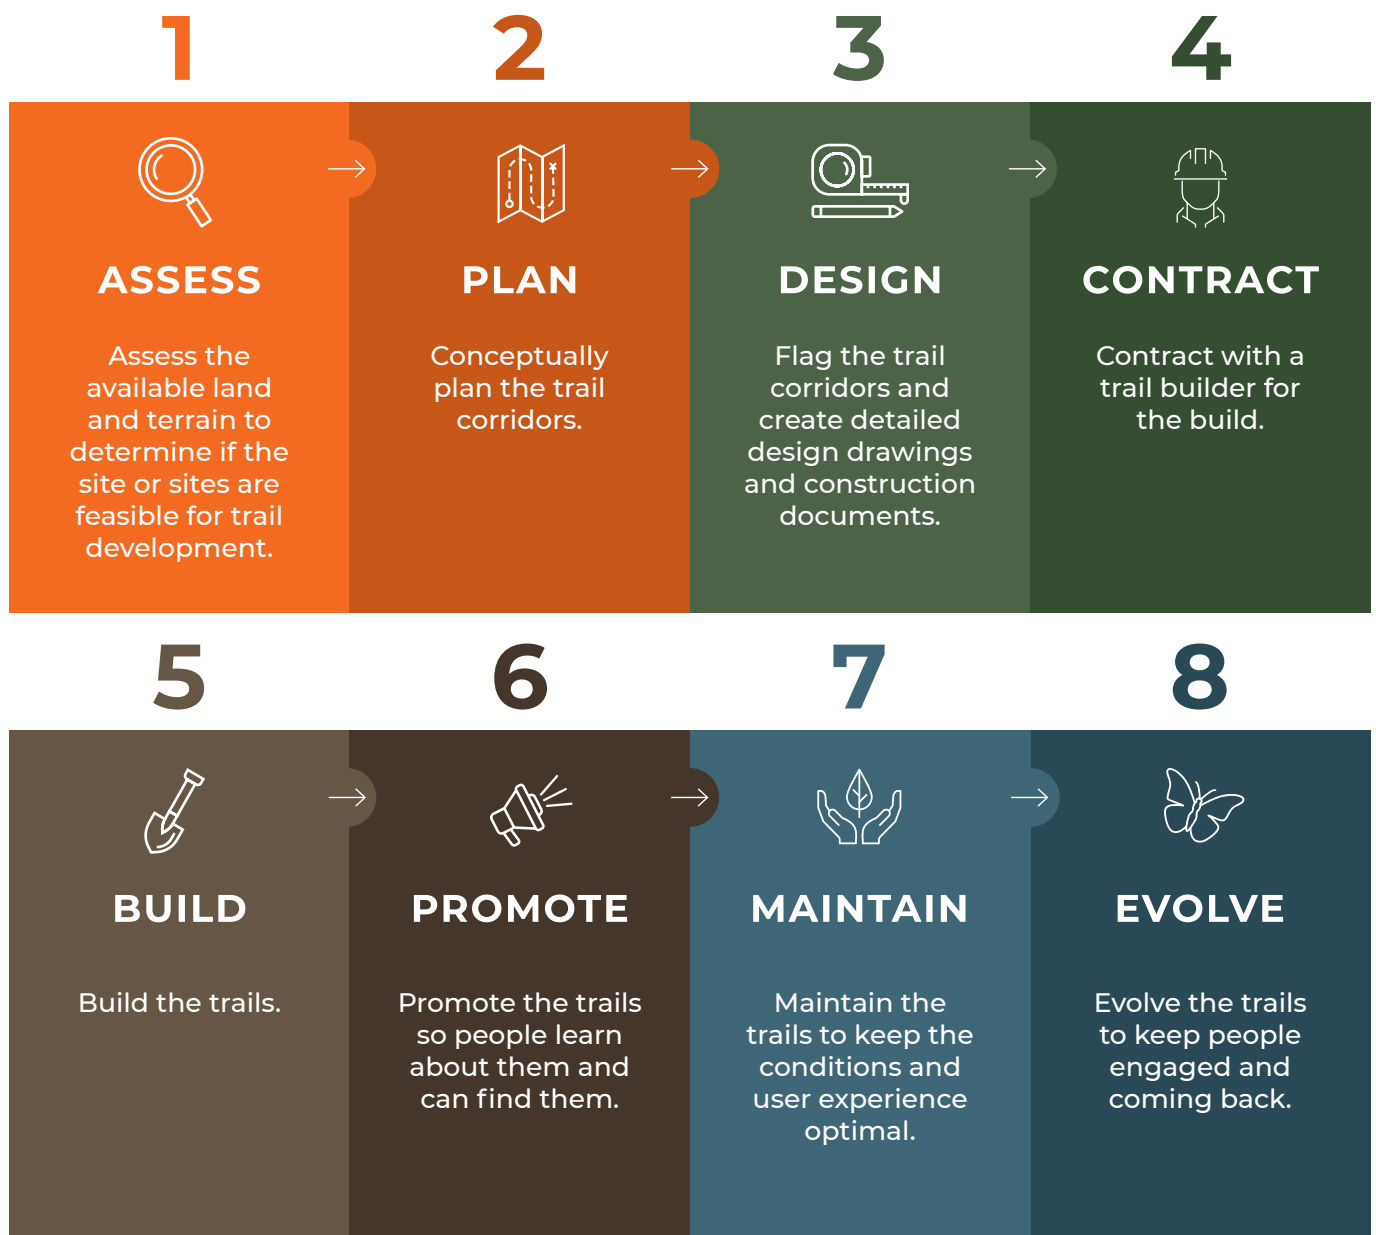 1
2
3
4
ASSESS
Assess the
available land
and terrain to
determine if the
site or sites are
feasible for trail
development.
PLAN
Conceptually
plan the trail
corridors.
DESIGN
Flag the trail
corridors and
create detailed
design drawings
and construction
documents.
CONTRACT
Contract with a
trail builder for
the build.
5
6
7
8
BUILD
Build the trails.
PROMOTE
Promote the trails
so people learn
about them and
can find them.
MAINTAIN
Maintain the
trails to keep the
conditions and
user experience
optimal.
EVOLVE
Evolve the trails
to keep people
engaged and
coming back.